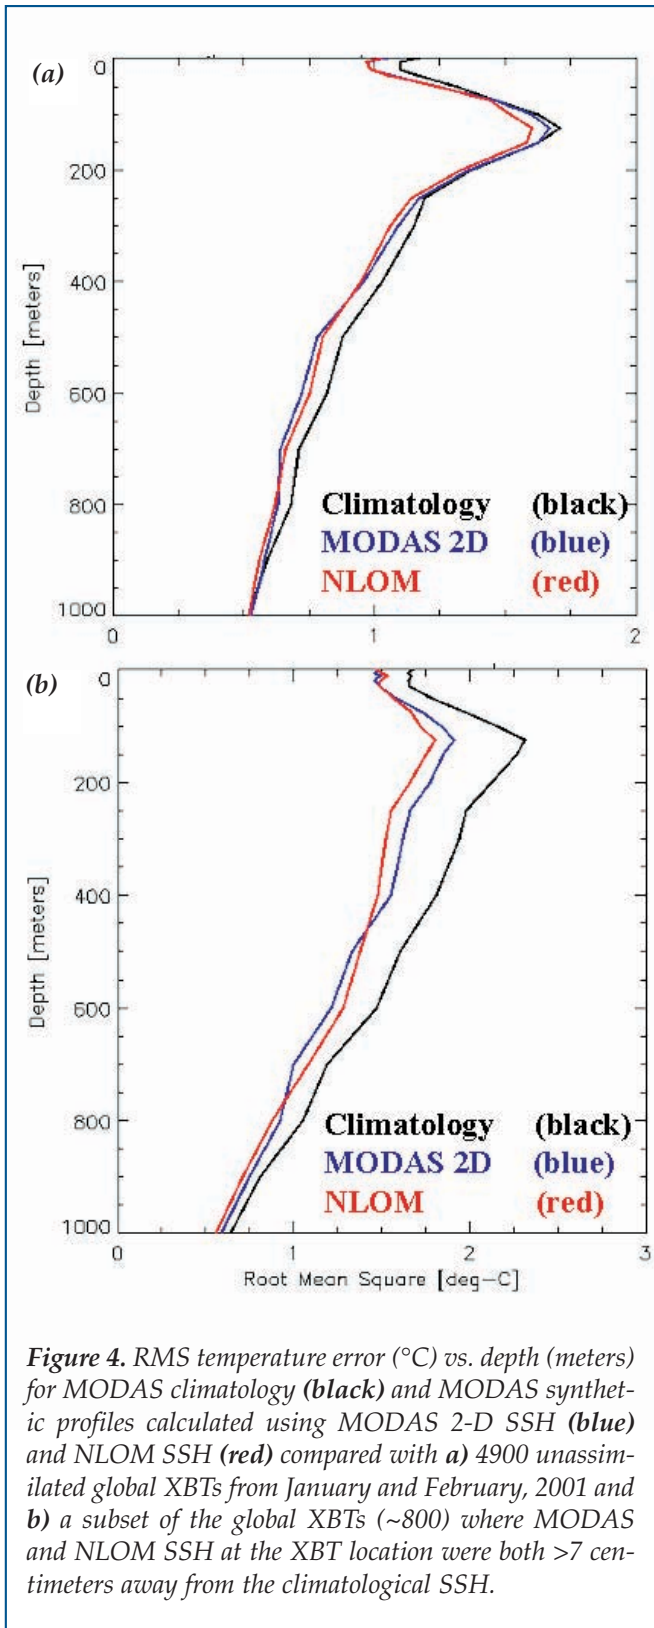 (a)
0
200
400
600
800
1000
Depth [meters]
Climatology (black)
MODAS 2D (blue)
NLOM (red)
0 1 2
(b)
0
200
400
600
800
1000
Depth [meters]
Climatology (black)
MODAS 2D (blue)
NLOM (red)
0 1 2 3
Root Mean Square [deg-C]
Figure 4. RMS temperature error (°C) vs. depth (meters)
for MODAS climatology (black) and MODAS synthet-
ic profiles calculated using MODAS 2-D SSH (blue)
and NLOM SSH (red) compared with a) 4900 unassim-
ilated global XBTs from January and February, 2001 and
b) a subset of the global XBTs (~800) where MODAS
and NLOM SSH at the XBT location were both >7 cen-
timeters away from the climatological SSH.